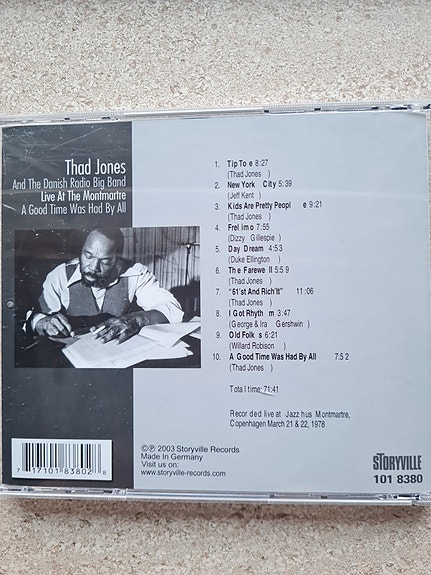 Thad Jones
And The Danish Radio Big Band
Live At The Montmartre
A Good Time Was Had By All
1. Tip To e 8:27
(Thad Jones )
2. New York City 5:39
(Jeff Kent )
3. Kids Are Pretty Peopl e 9:21
(Thad Jones )
4. Frel imo 7:55
(Dizzy Gillespie )
5. Day Dream 4:53
(Duke Ellington )
6. The Farewe ll 5:5 9
(Thad Jones )
7. "61'st And Rich'It" 11:06
(Thad Jones )
8. I Got Rhyth m 3:47
(George & Ira Gershwin )
9. Old Folk s 6:21
(Willard Robison )
10. A Good Time Was Had By All 7:5 2
(Thad Jones )
Tota l time: 71:41
Recor ded live at Jazz hus Montmartre,
Copenhagen March 21 & 22, 1978
©℗ 2003 Storyville Records
Made In Germany
Visit us on:
www.storyville-records.com
7 17101 83802 8
STORYVILLE
101 8380